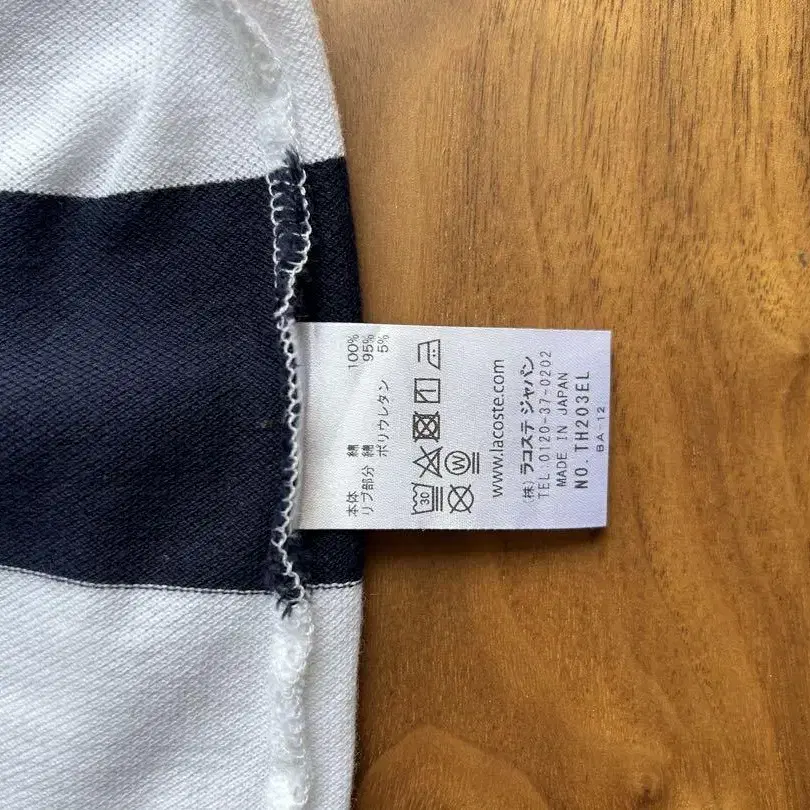 本体 綿 100%
リブ部分 綿 95%
ポリウレタン 5%
30
W
www.lacoste.com
(株) ラコステ ジャパン
TEL:0120-37-0202
MADE IN JAPAN
NO. TH203EL
BA-12